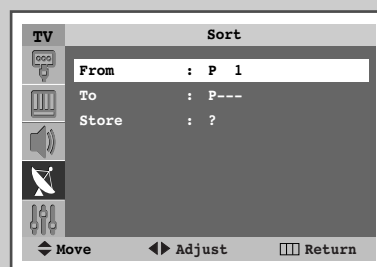 TV Sort
From : P 1
To : P---
Store : ?
Move Adjust Return